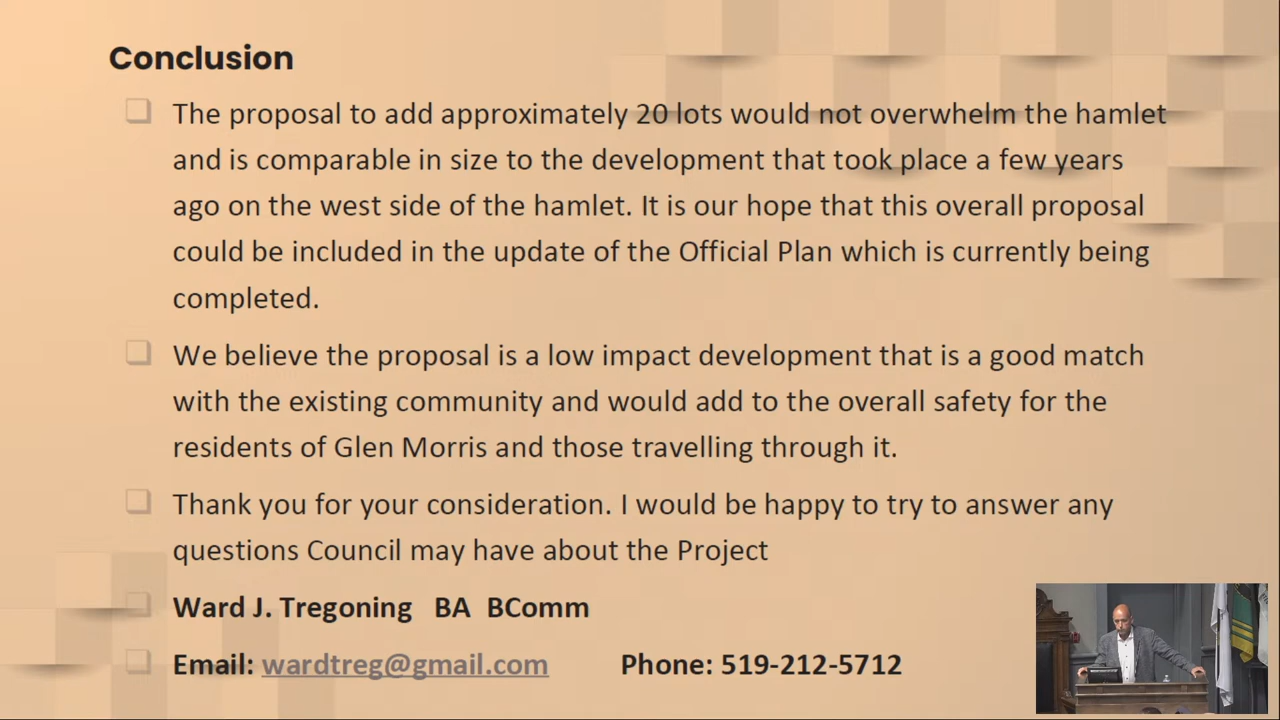 Conclusion
The proposal to add approximately 20 lots would not overwhelm the hamlet
and is comparable in size to the development that took place a few years
ago on the west side of the hamlet. It is our hope that this overall proposal
could be included in the update of the Official Plan which is currently being
completed.
We believe the proposal is a low impact development that is a good match
with the existing community and would add to the overall safety for the
residents of Glen Morris and those travelling through it.
Thank you for your consideration. I would be happy to try to answer any
questions Council may have about the Project
Ward J. Tregoning BA BComm
Email: wardtreg@gmail.com Phone: 519-212-5712